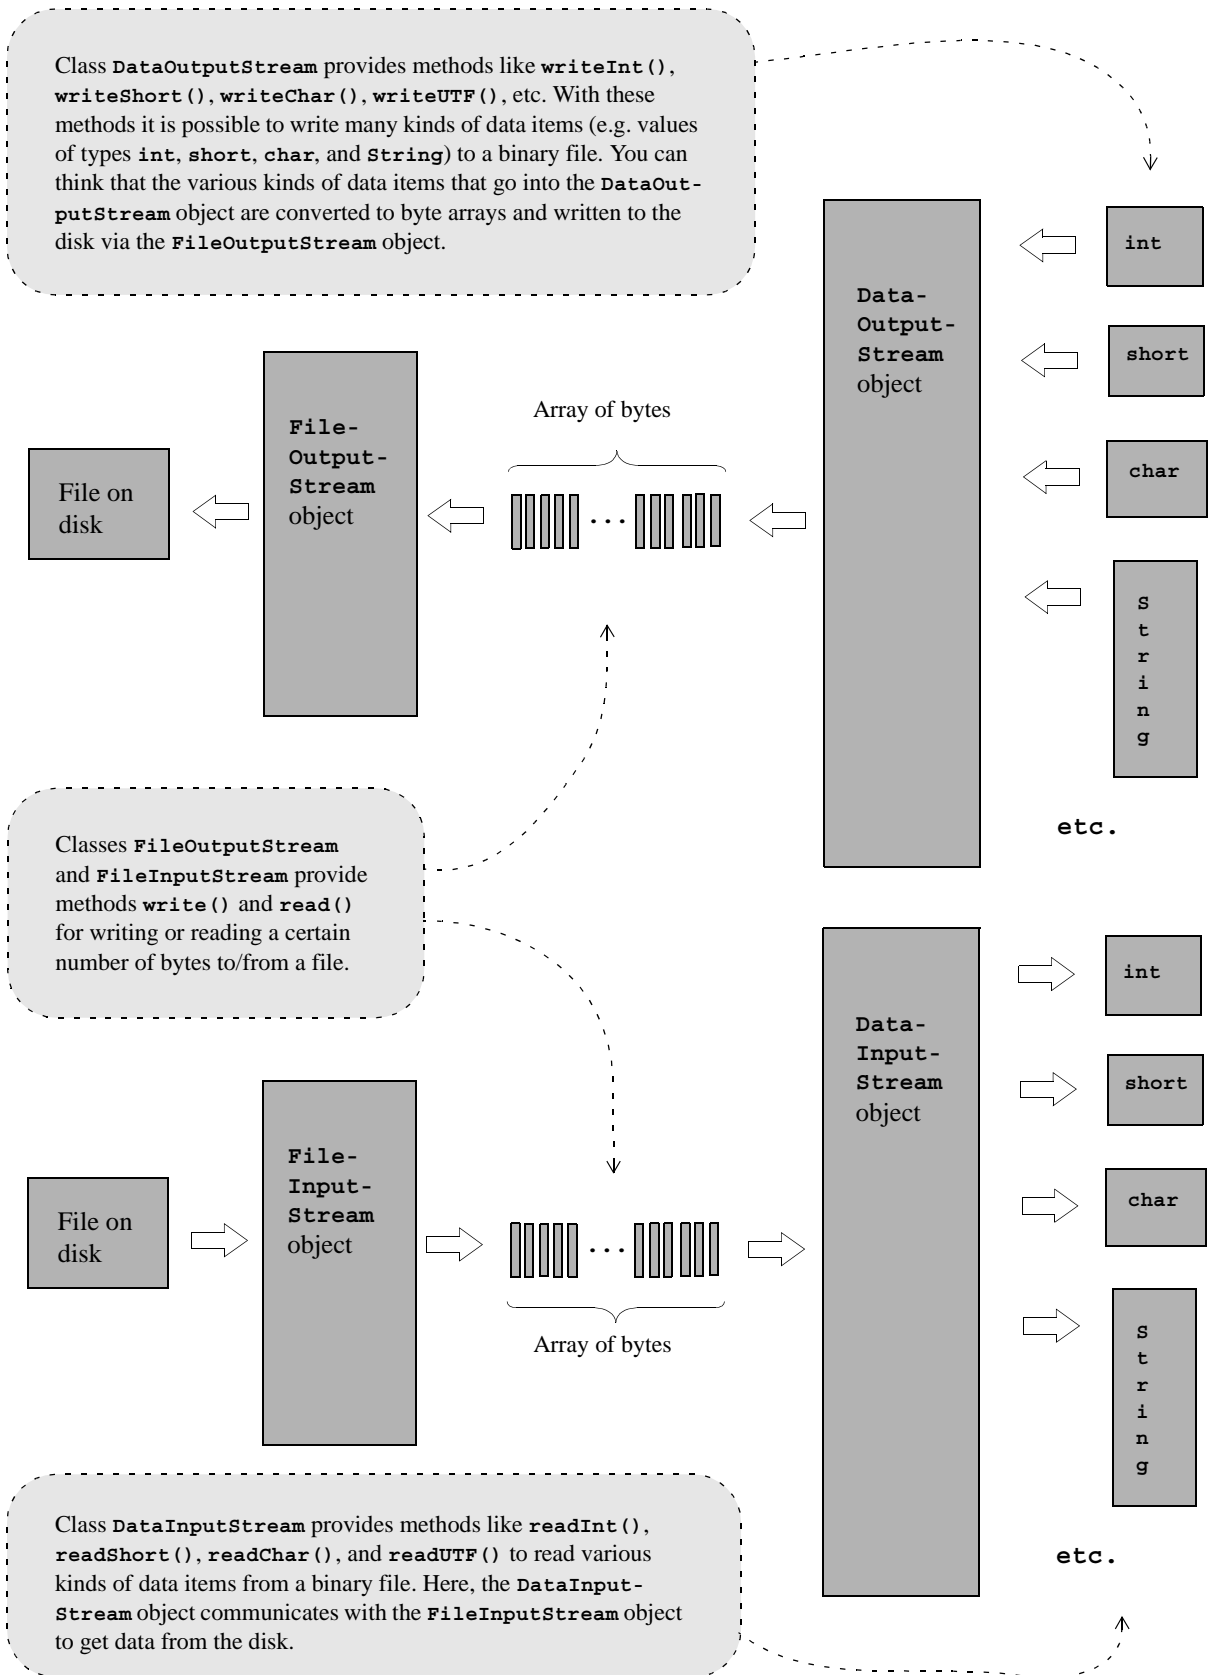 Class DataOutputStream provides methods like writeInt(),
writeShort(), writeChar(), writeUTF(), etc. With these
methods it is possible to write many kinds of data items (e.g. values
of types int, short, char, and String) to a binary file. You can
think that the various kinds of data items that go into the DataOut-
putStream object are converted to byte arrays and written to the
disk via the FileOutputStream object.
int
short
char
String
etc.
Data-
Output-
Stream
object
Array of bytes
...
File-
Output-
Stream
object
File on
disk
Classes FileOutputStream
and FileInputStream provide
methods write() and read()
for writing or reading a certain
number of bytes to/from a file.
File on
disk
File-
Input-
Stream
object
...
Array of bytes
Data-
Input-
Stream
object
int
short
char
String
etc.
Class DataInputStream provides methods like readInt(),
readShort(), readChar(), and readUTF() to read various
kinds of data items from a binary file. Here, the DataInput-
Stream object communicates with the FileInputStream object
to get data from the disk.